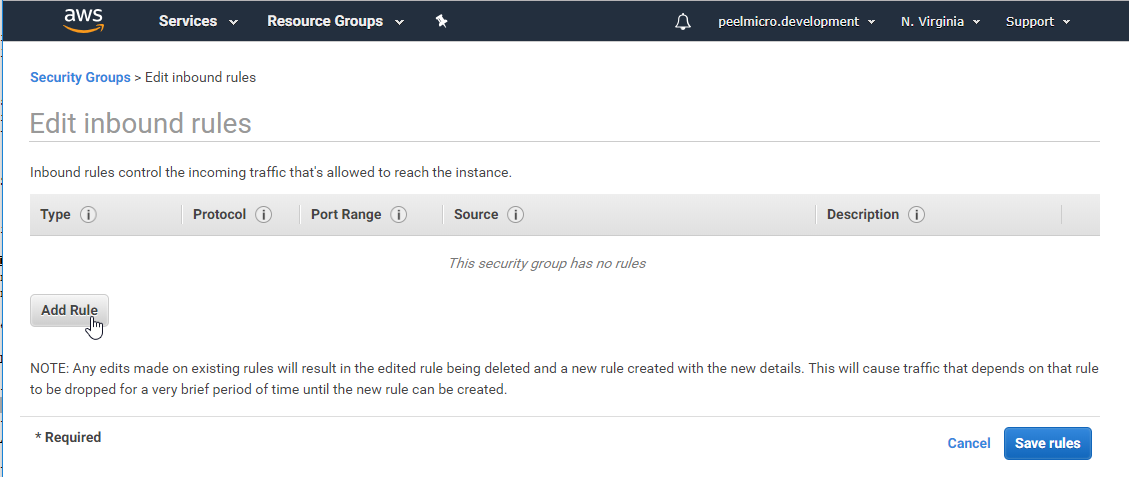 aws Services Resource Groups peelmicro.development N. Virginia Support
Security Groups > Edit inbound rules
Edit inbound rules
Inbound rules control the incoming traffic that's allowed to reach the instance.
Type i Protocol i Port Range i Source i Description i
This security group has no rules
Add Rule
NOTE: Any edits made on existing rules will result in the edited rule being deleted and a new rule created with the new details. This will cause traffic that depends on that rule
to be dropped for a very brief period of time until the new rule can be created.
* Required
Cancel Save rules